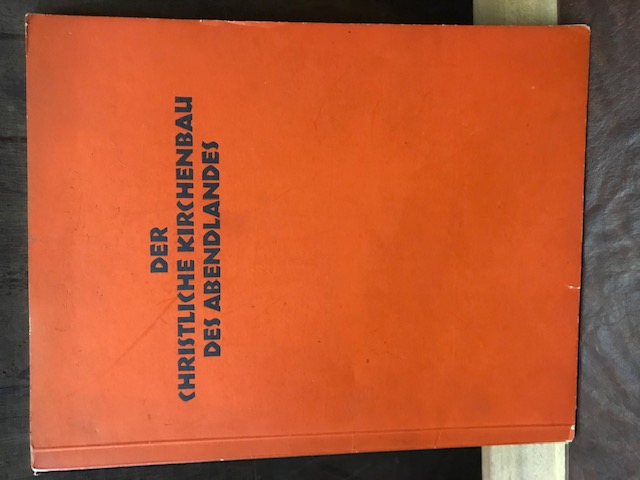 DER
CHRISTLICHE KIRCHENBAU
DES ABENDLANDES